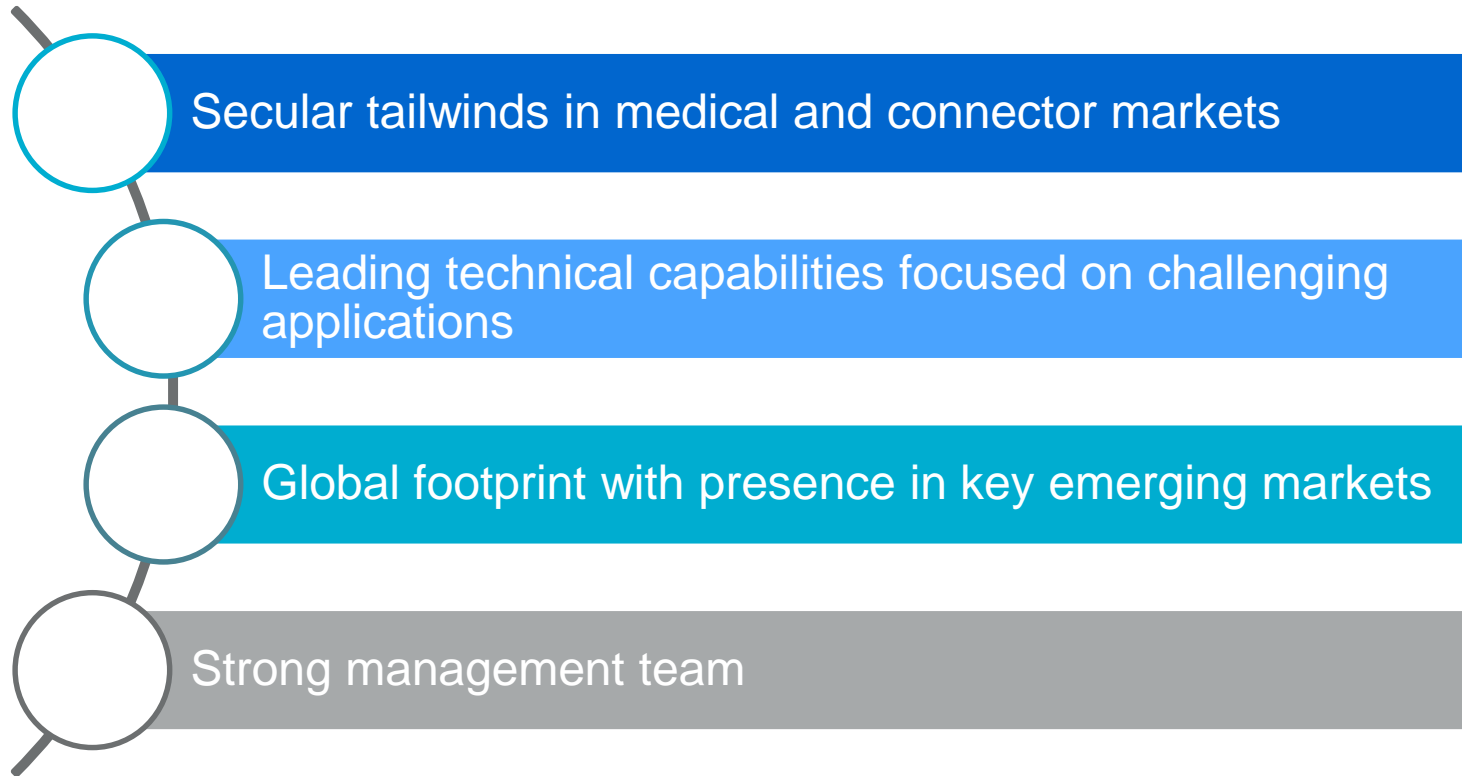 Secular tailwinds in medical and connector markets
Leading technical capabilities focused on challenging
applications
Global footprint with presence in key emerging markets
Strong management team